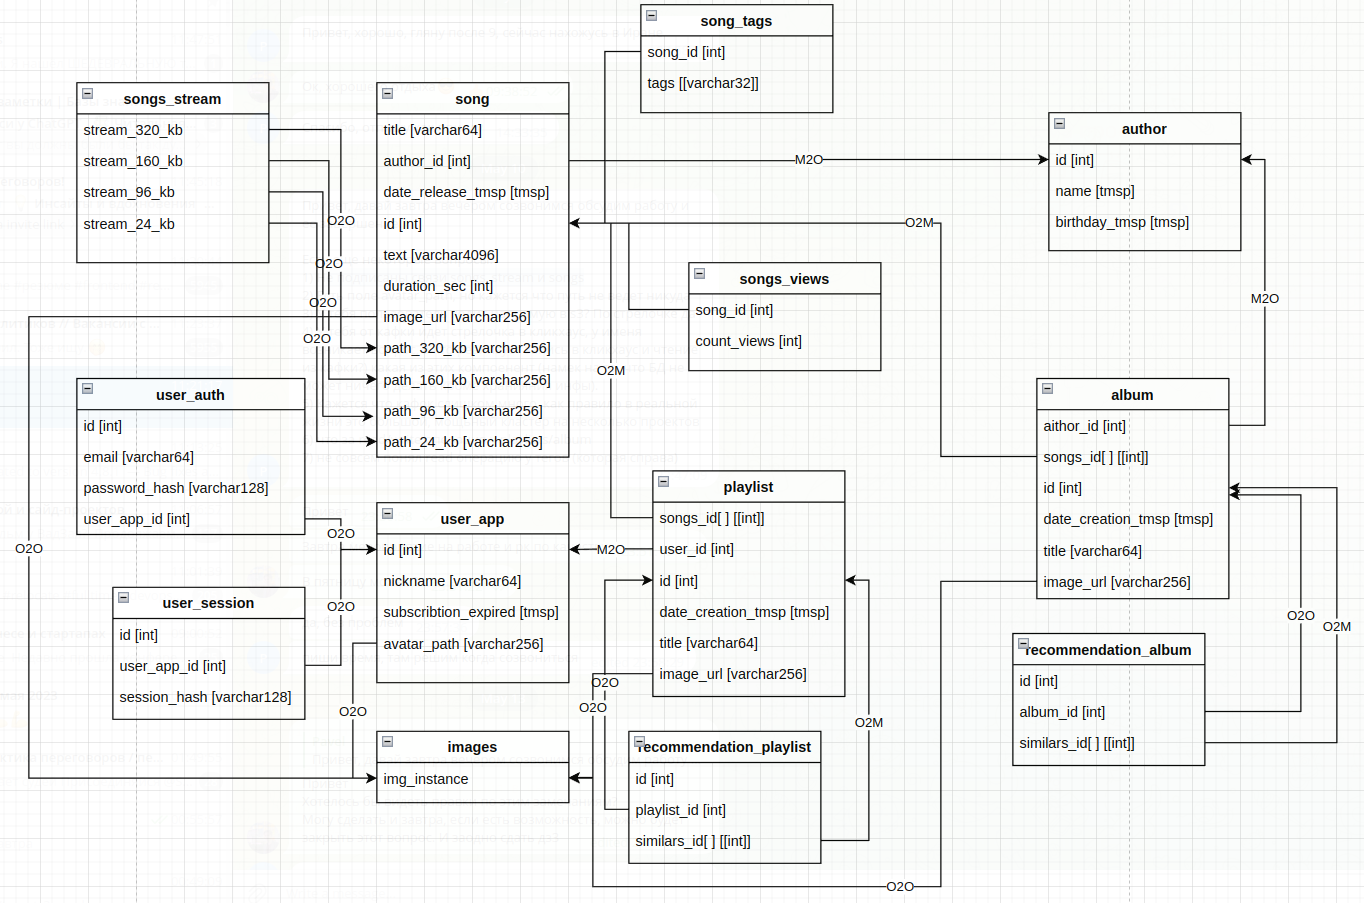 song_tags
song_id [int]
tags [[varchar32]]
songs_stream
stream_320_kb
stream_160_kb
stream_96_kb
stream_24_kb
song
title [varchar64]
author_id [int]
date_release_tmsp [tmsp]
id [int]
text [varchar4096]
duration_sec [int]
image_url [varchar256]
path_320_kb [varchar256]
path_160_kb [varchar256]
path_96_kb [varchar256]
path_24_kb [varchar256]
author
id [int]
name [tmsp]
birthday_tmsp [tmsp]
M2O
O2M
M2O
O2O
O2O
O2O
O2O
songs_views
song_id [int]
count_views [int]
O2M
user_auth
id [int]
email [varchar64]
password_hash [varchar128]
user_app_id [int]
album
aithor_id [int]
songs_id[ ] [[int]]
id [int]
date_creation_tmsp [tmsp]
title [varchar64]
image_url [varchar256]
playlist
songs_id[ ] [[int]]
user_id [int]
id [int]
date_creation_tmsp [tmsp]
title [varchar64]
image_url [varchar256]
user_app
id [int]
nickname [varchar64]
subscribtion_expired [tmsp]
avatar_path [varchar256]
O2O
O2O
M2O
user_session
id [int]
user_app_id [int]
session_hash [varchar128]
O2O
O2O
O2M
recommendation_album
id [int]
album_id [int]
similars_id[ ] [[int]]
O2O
O2O
O2O
O2M
images
img_instance
recommendation_playlist
id [int]
playlist_id [int]
similars_id[ ] [[int]]
O2O